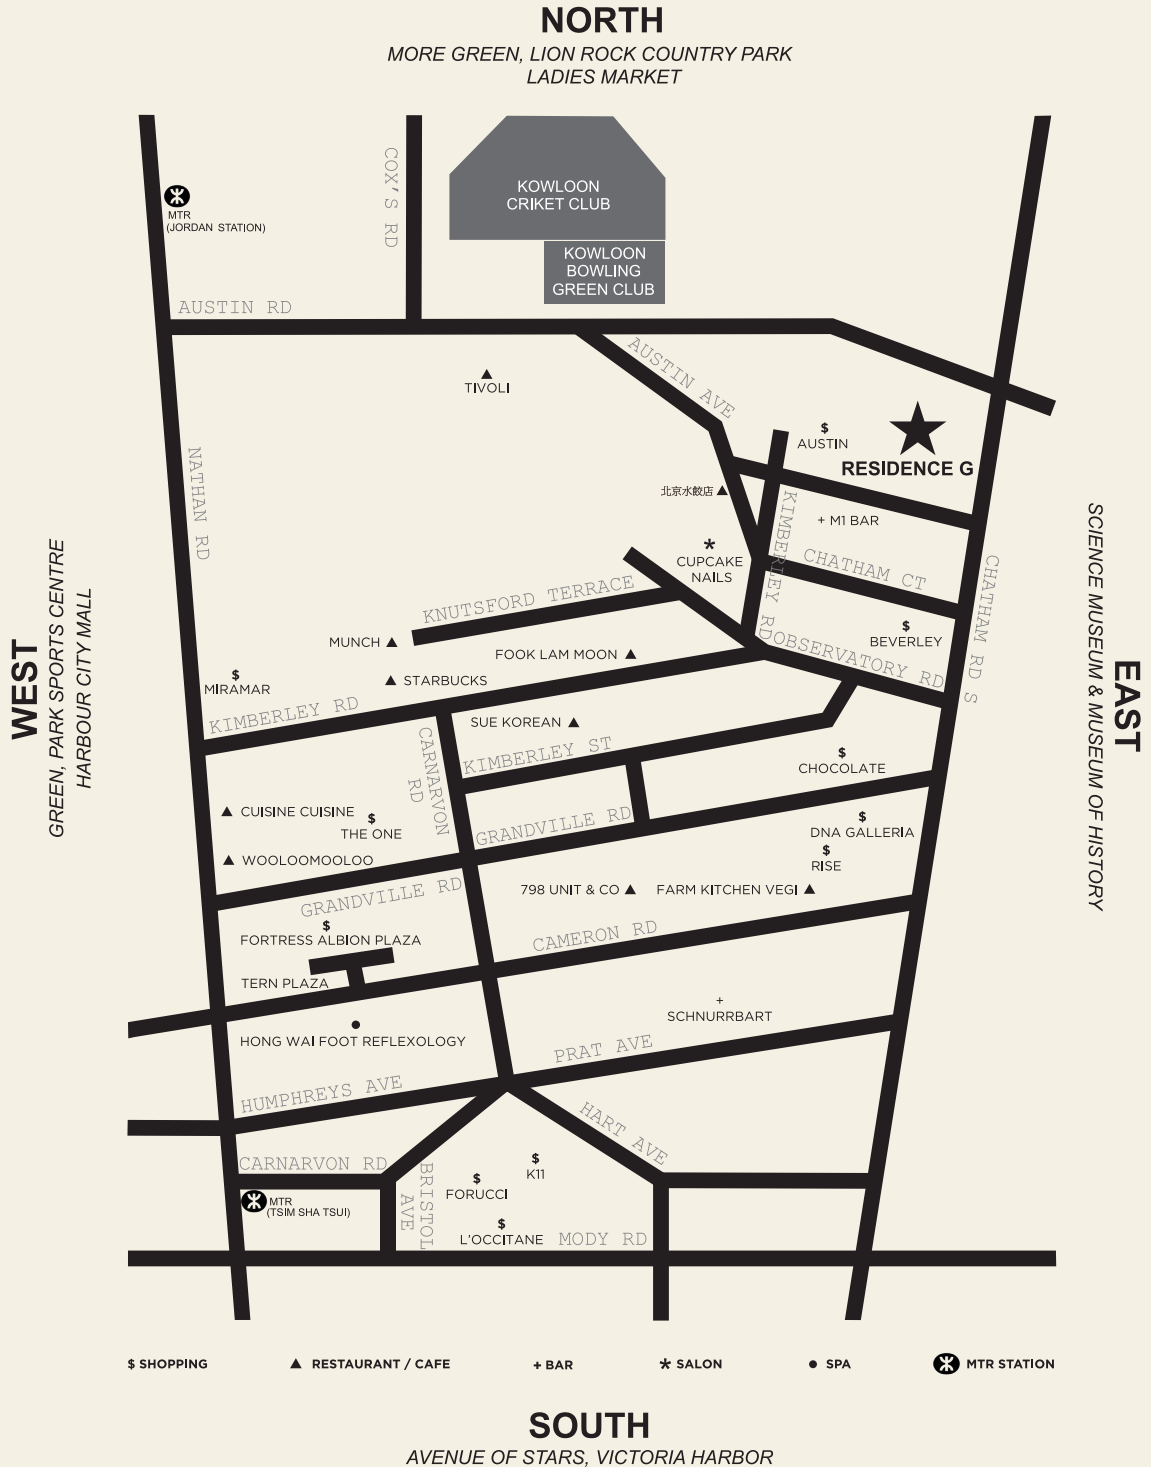 NORTH
MORE GREEN, LION ROCK COUNTRY PARK
LADIES MARKET
COX'S RD
KOWLOON
CRIKET CLUB
MTR
(JORDAN STATION)
KOWLOON
BOWLING
GREEN CLUB
AUSTIN RD
AUSTIN AVE
TIVOLI
$
AUSTIN
RESIDENCE G
NATHAN RD
北京水餃店
KIMBERLEY RD
+ M1 BAR
* CUPCAKE
NAILS
CHATHAM CT
CHATHAM RD S
KNUTSFORD TERRACE
MUNCH
$
BEVERLEY
OBSERVATORY RD
FOOK LAM MOON
$
MIRAMAR
STARBUCKS
KIMBERLEY RD
SUE KOREAN
CARNARVON
RD
KIMBERLEY ST
$
CHOCOLATE
CUISINE CUISINE
$
THE ONE
GRANDVILLE RD
$
DNA GALLERIA
$
RISE
WOOLOOMOOLOO
GRANDVILLE RD
798 UNIT & CO
FARM KITCHEN VEGI
$
FORTRESS ALBION PLAZA
CAMERON RD
TERN PLAZA
+
SCHNURRBART
HONG WAI FOOT REFLEXOLOGY
PRAT AVE
HUMPHREYS AVE
HART AVE
CARNARVON RD
BRISTOL
AVE
$
K11
$
FORUCCI
MTR
(TSIM SHA TSUI)
$
L'OCCITANE
MODY RD
WEST
GREEN, PARK SPORTS CENTRE
HARBOUR CITY MALL
EAST
SCIENCE MUSEUM & MUSEUM OF HISTORY
$ SHOPPING
▲ RESTAURANT / CAFE
+ BAR
* SALON
● SPA
MTR STATION
SOUTH
AVENUE OF STARS, VICTORIA HARBOR